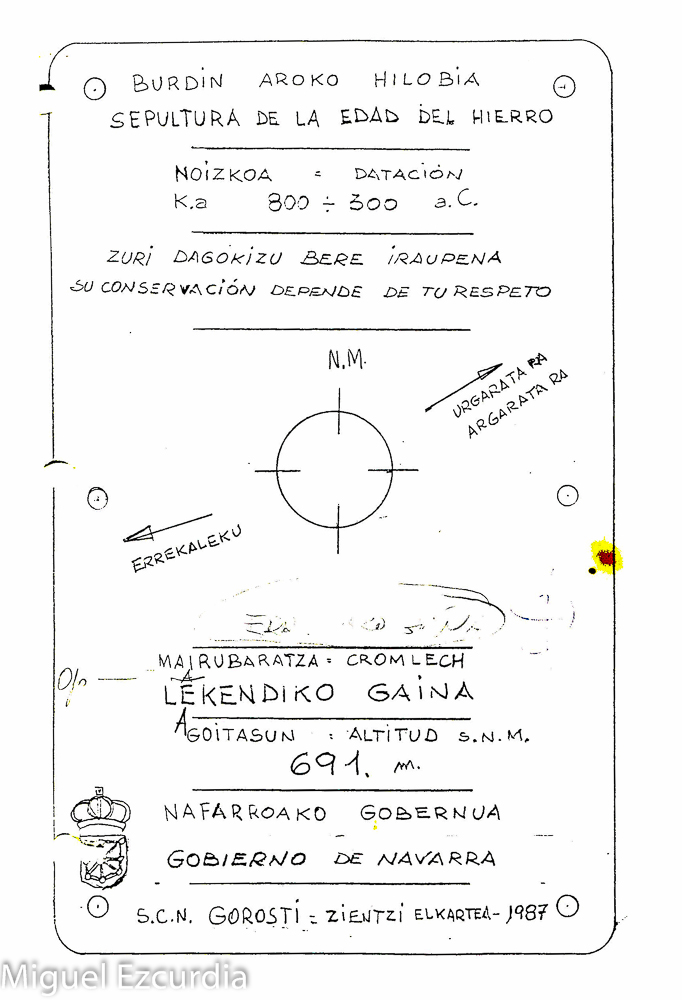 BURDIN AROKO HILOBIA
SEPULTURA DE LA EDAD DEL HIERRO
NOIZKOA = DATACIÓN
K.a 800 ÷ 300 a.C.
ZURI DAGOKIZU BERE IRAUPENA
SU CONSERVACIÓN DEPENDE DE TU RESPETO
N.M.
URGARATA RA
ARGARATA RA
ERREKALEKU
MAIRUBARATZA = CROMLECH
LEKENDIKO GAINA
AGOITASUN : ALTITUD S.N.M.
691. m.
NAFARROAKO GOBERNUA
GOBIERNO DE NAVARRA
S.C.N. GOROSTI = ZIENTZI ELKARTEA - 1987
Miguel Ezcurdia